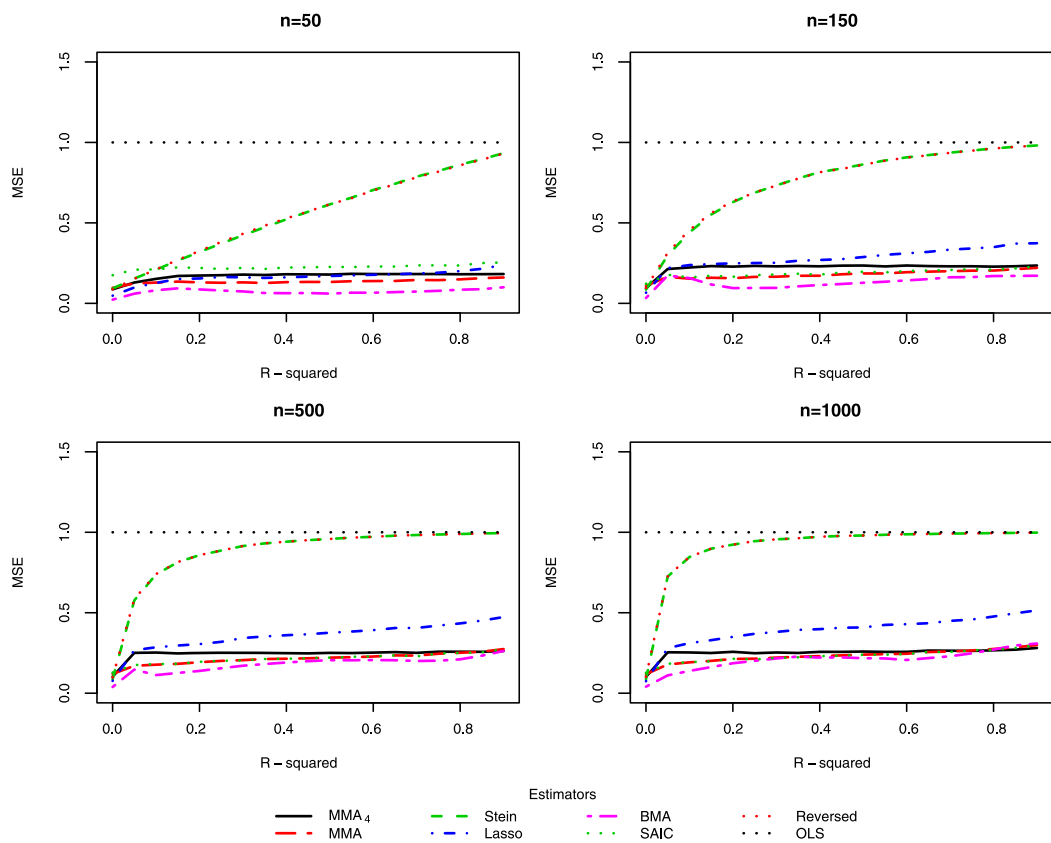 n=50
n=150
MSE
0.0 0.5 1.0 1.5
0.0 0.2 0.4 0.6 0.8
R − squared
MSE
0.0 0.5 1.0 1.5
0.0 0.2 0.4 0.6 0.8
R − squared
n=500
n=1000
MSE
0.0 0.5 1.0 1.5
0.0 0.2 0.4 0.6 0.8
R − squared
MSE
0.0 0.5 1.0 1.5
0.0 0.2 0.4 0.6 0.8
R − squared
Estimators
MMA 4 Stein BMA Reversed
MMA Lasso SAIC OLS